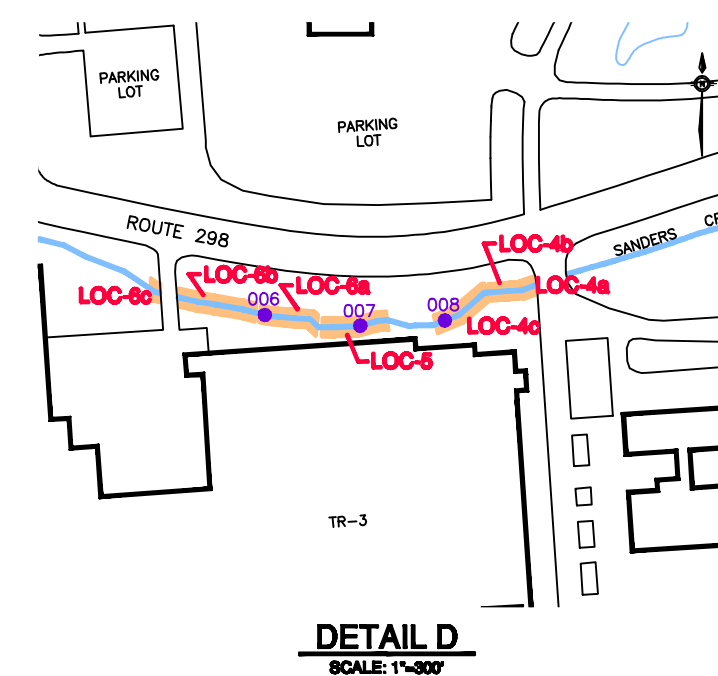 PARKING
LOT
PARKING
LOT
ROUTE 298
SANDERS CR
LOC-4b
LOC-6b
LOC-6a
LOC-4a
LOC-6c
006
007
008
LOC-4c
LOC-5
TR-3
DETAIL D
SCALE: 1"=300'